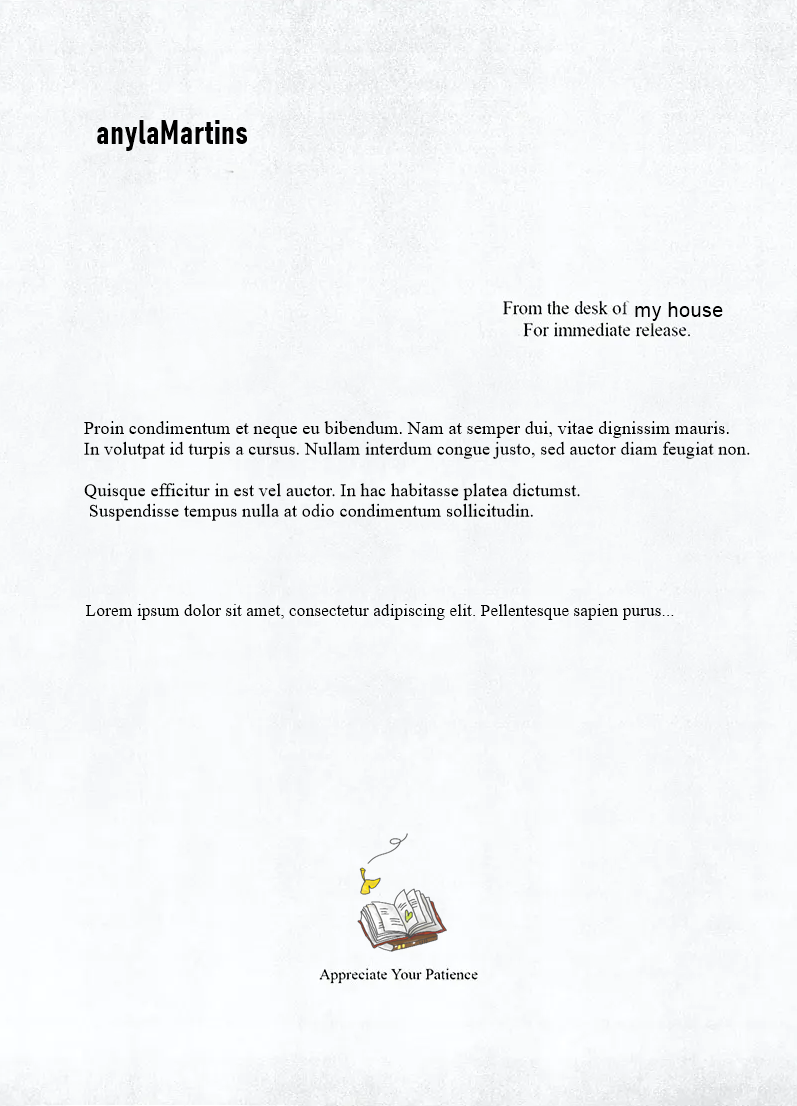 anylaMartins
From the desk of my house
For immediate release.
Proin condimentum et neque eu bibendum. Nam at semper dui, vitae dignissim mauris.
In volutpat id turpis a cursus. Nullam interdum congue justo, sed auctor diam feugiat non.
Quisque efficitur in est vel auctor. In hac habitasse platea dictumst.
Suspendisse tempus nulla at odio condimentum sollicitudin.
Lorem ipsum dolor sit amet, consectetur adipiscing elit. Pellentesque sapien purus...
Appreciate Your Patience